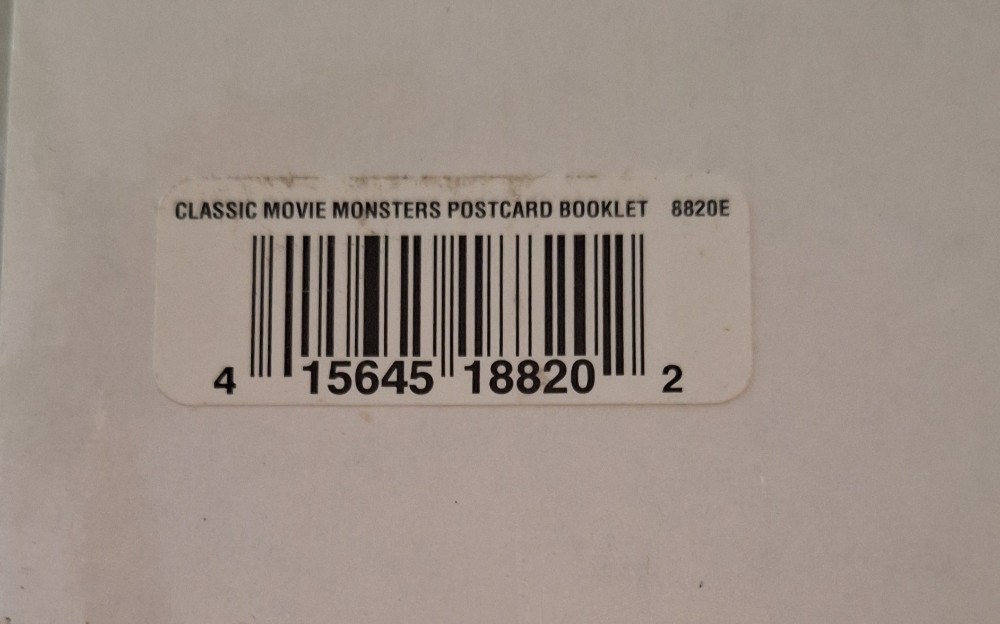 CLASSIC MOVIE MONSTERS POSTCARD BOOKLET 8820E
4 15645 18820 2